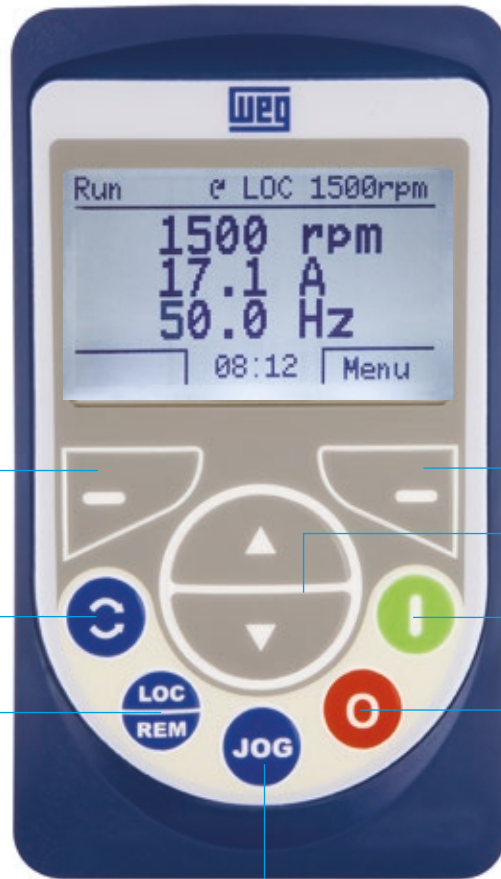 WEG
Run LOC 1500rpm
1500 rpm
17.1 A
50.0 Hz
08:12 Menu
LOC
REM
JOG
O